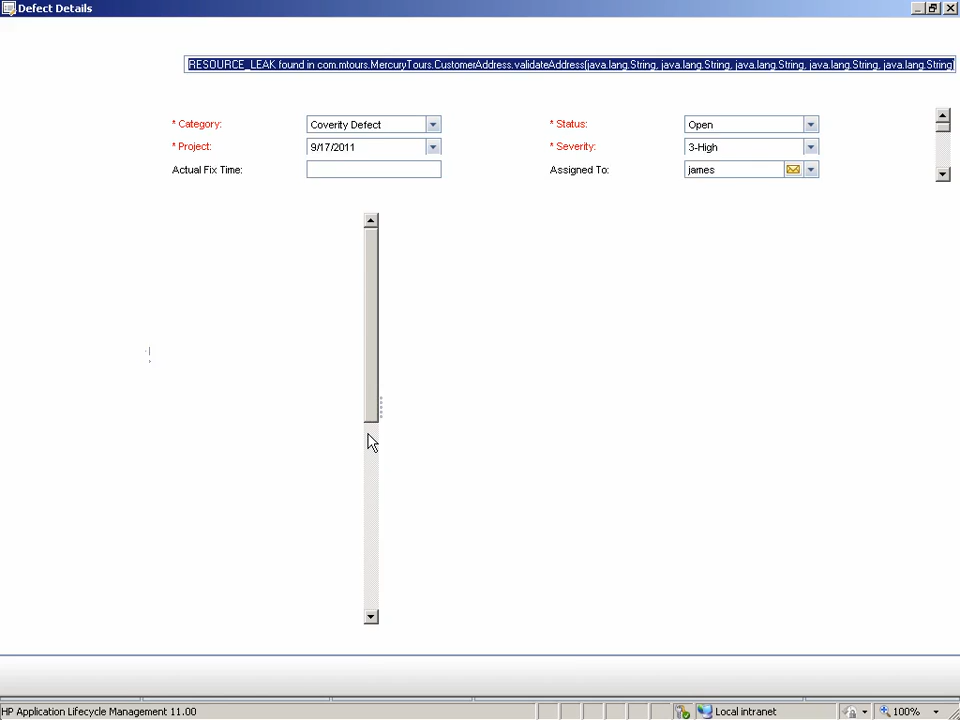 Defect Details
RESOURCE_LEAK found in com.mtours.MercuryTours.CustomerAddress.validateAddress(java.lang.String, java.lang.String, java.lang.String, java.lang.String, java.lang.String)
* Category: Coverity Defect * Status: Open
* Project: 9/17/2011 * Severity: 3-High
Actual Fix Time: Assigned To: james
HP Application Lifecycle Management 11.00 Local intranet 100%